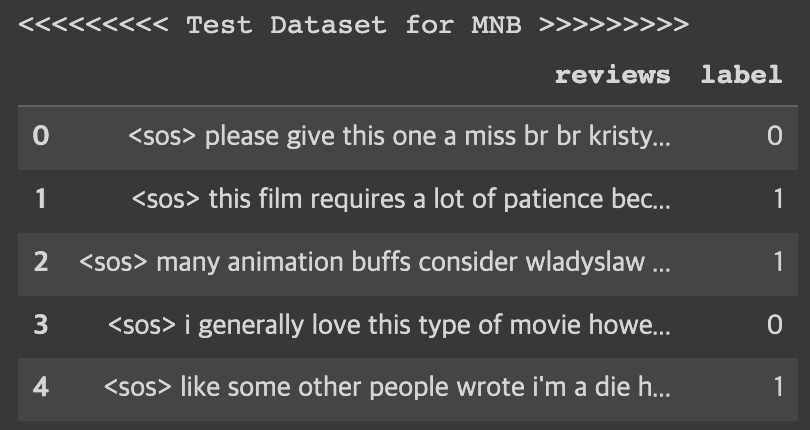 <<<<<<<<< Test Dataset for MNB >>>>>>>>>
reviews label
0 <sos> please give this one a miss br br kristy... 0
1 <sos> this film requires a lot of patience bec... 1
2 <sos> many animation buffs consider wladyslaw ... 1
3 <sos> i generally love this type of movie howe... 0
4 <sos> like some other people wrote i'm a die h... 1